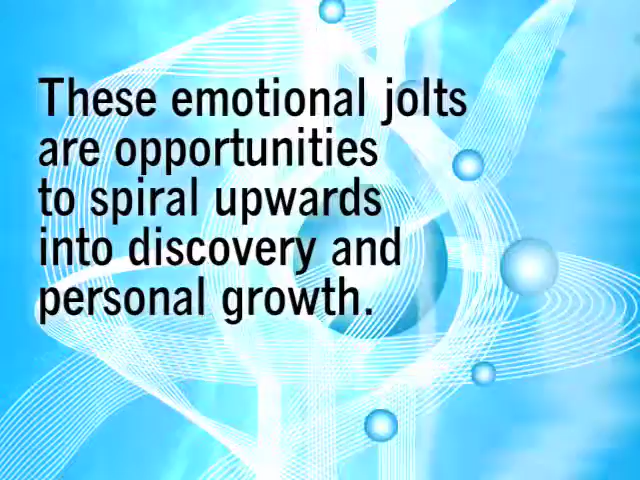 These emotional jolts
are opportunities
to spiral upwards
into discovery and
personal growth.